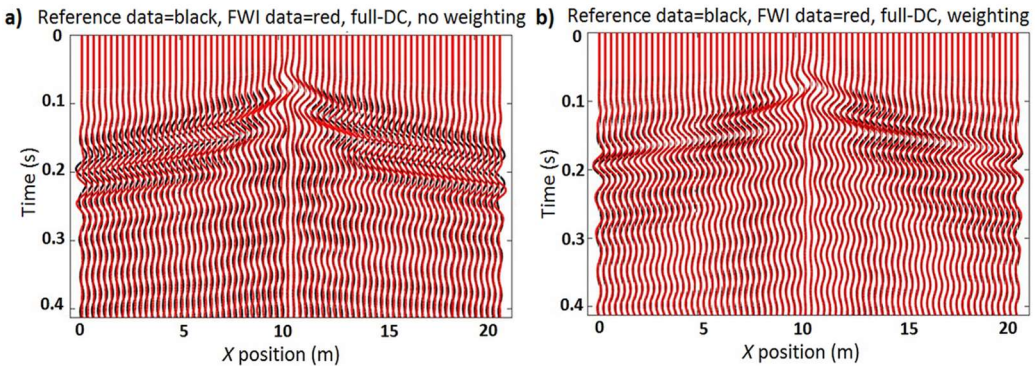 a) Reference data=black, FWI data=red, full-DC, no weighting
0
0.1
0.2
0.3
0.4
Time (s)
0 5 10 15 20
X position (m)
b) Reference data=black, FWI data=red, full-DC, weighting
0
0.1
0.2
0.3
0.4
Time (s)
0 5 10 15 20
X position (m)